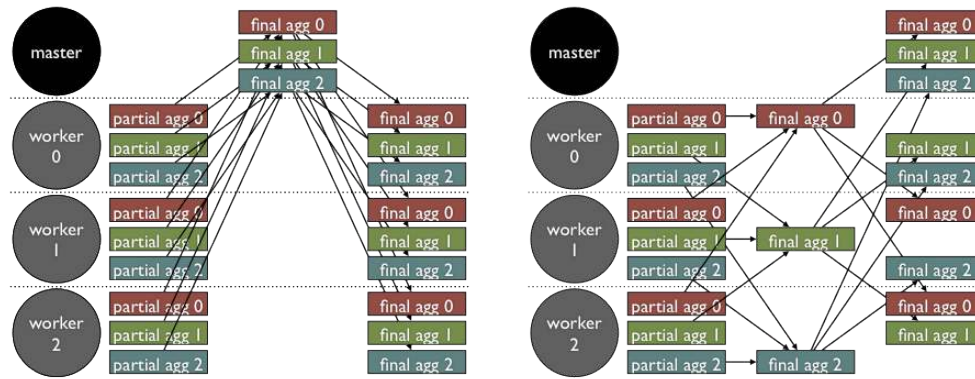 master
final agg 0
final agg 1
final agg 2
worker
0
partial agg 0
partial agg 1
partial agg 2
final agg 0
final agg 1
final agg 2
worker
1
partial agg 0
partial agg 1
partial agg 2
final agg 0
final agg 1
final agg 2
worker
2
partial agg 0
partial agg 1
partial agg 2
final agg 0
final agg 1
final agg 2
master
final agg 0
final agg 1
final agg 2
worker
0
partial agg 0
partial agg 1
partial agg 2
final agg 0
final agg 1
final agg 2
worker
1
partial agg 0
partial agg 1
partial agg 2
final agg 1
final agg 0
final agg 2
worker
2
partial agg 0
partial agg 1
partial agg 2
final agg 2
final agg 0
final agg 1